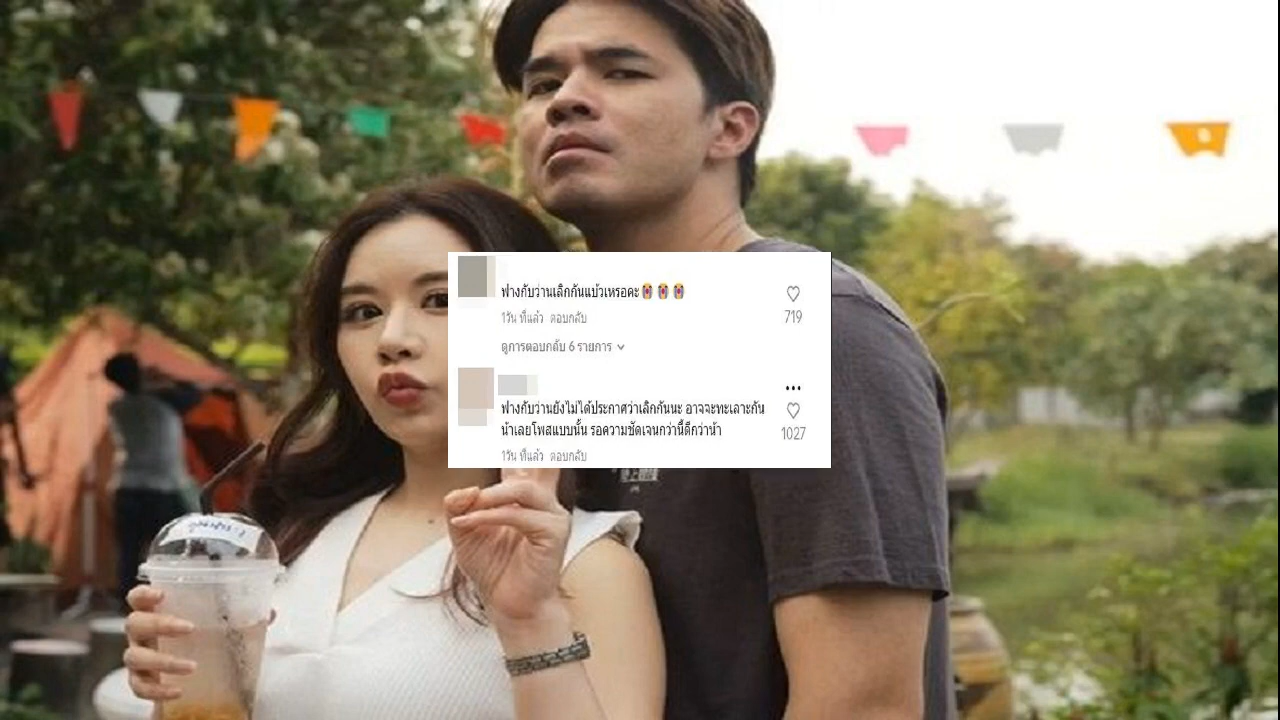 ฟางกับว่านเลิกกันแบ้วเหรอคะ😭😭😭
719
1วัน ที่แล้ว ตอบกลับ
ดูการตอบกลับ 6 รายการ
ฟางกับว่านยังไม่ได้ประกาศว่าเลิกกันนะ อาจจะทะเลาะกัน
น้าเลยโพสแบบนั้น รอความชัดเจนกว่านี้ดีกว่าน้า
1027
1วัน ที่แล้ว ตอบกลับ